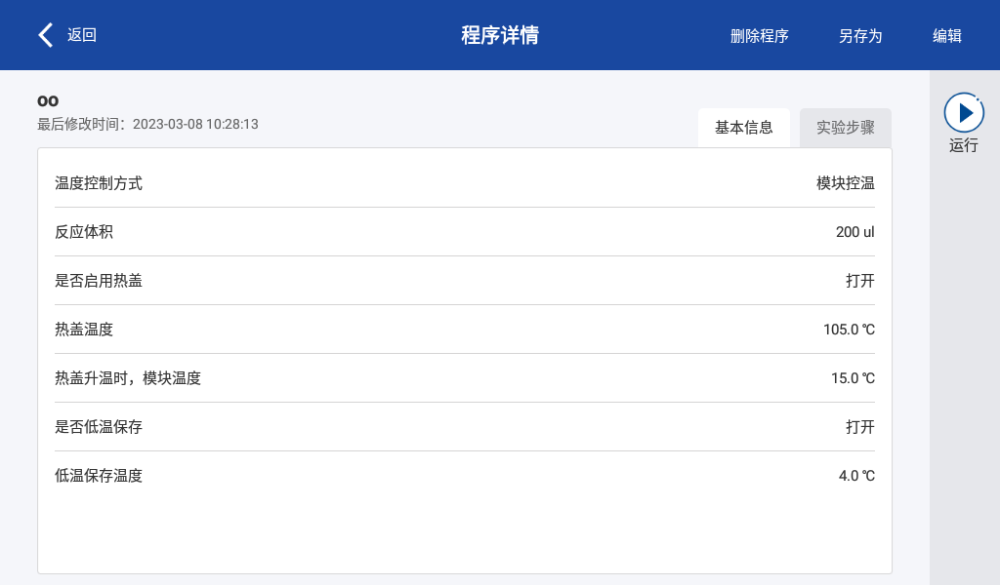 返回
程序详情
删除程序
另存为
编辑
oo
最后修改时间：2023-03-08 10:28:13
基本信息
实验步骤
运行
温度控制方式 模块控温
反应体积 200 ul
是否启用热盖 打开
热盖温度 105.0 ℃
热盖升温时，模块温度 15.0 ℃
是否低温保存 打开
低温保存温度 4.0 ℃